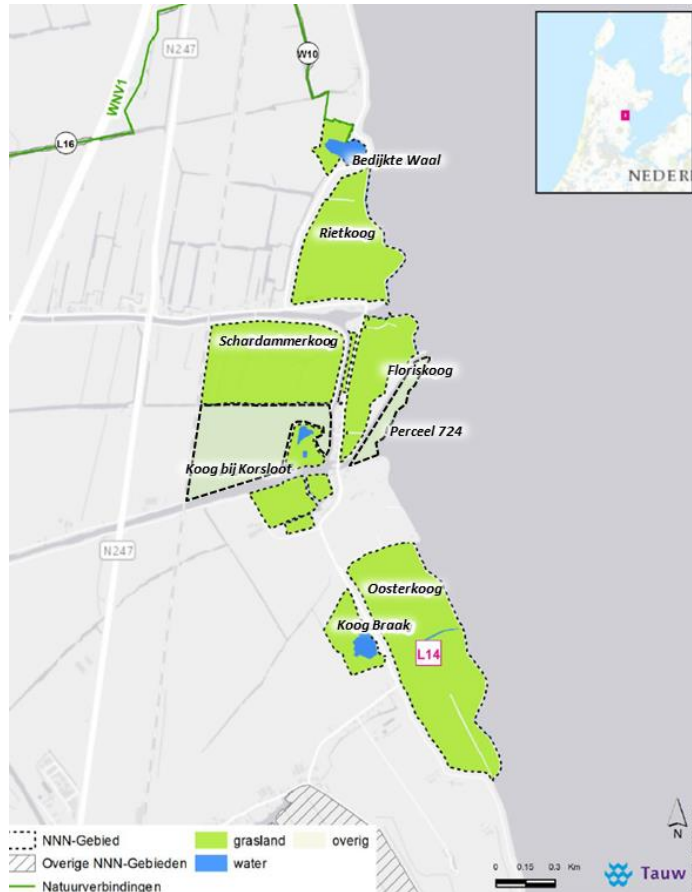 N247
W10
WNV1
L16
NEDERL
Bedijkte Waal
Rietkoog
Schardammerkoog
Floriskoog
Perceel 724
Koog bij Korsloot
N247
Oosterkoog
Koog Braak
L14
NNN-Gebied
grasland
overig
Overige NNN-Gebieden
water
Natuurverbindingen
0 0.15 0.3 Km
N
Tauw